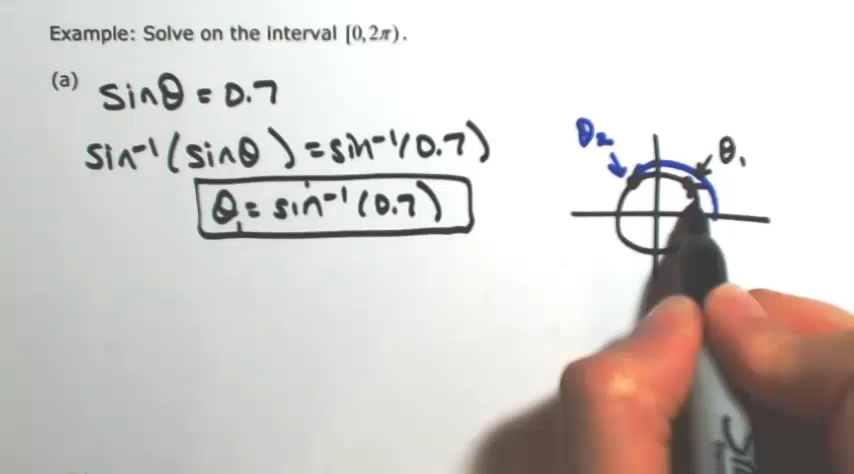 Example: Solve on the interval [0, 2π).
(a) sinθ = 0.7
sin⁻¹(sinθ) = sin⁻¹(0.7)
θ₁ = sin⁻¹(0.7)
θ₂
θ₁